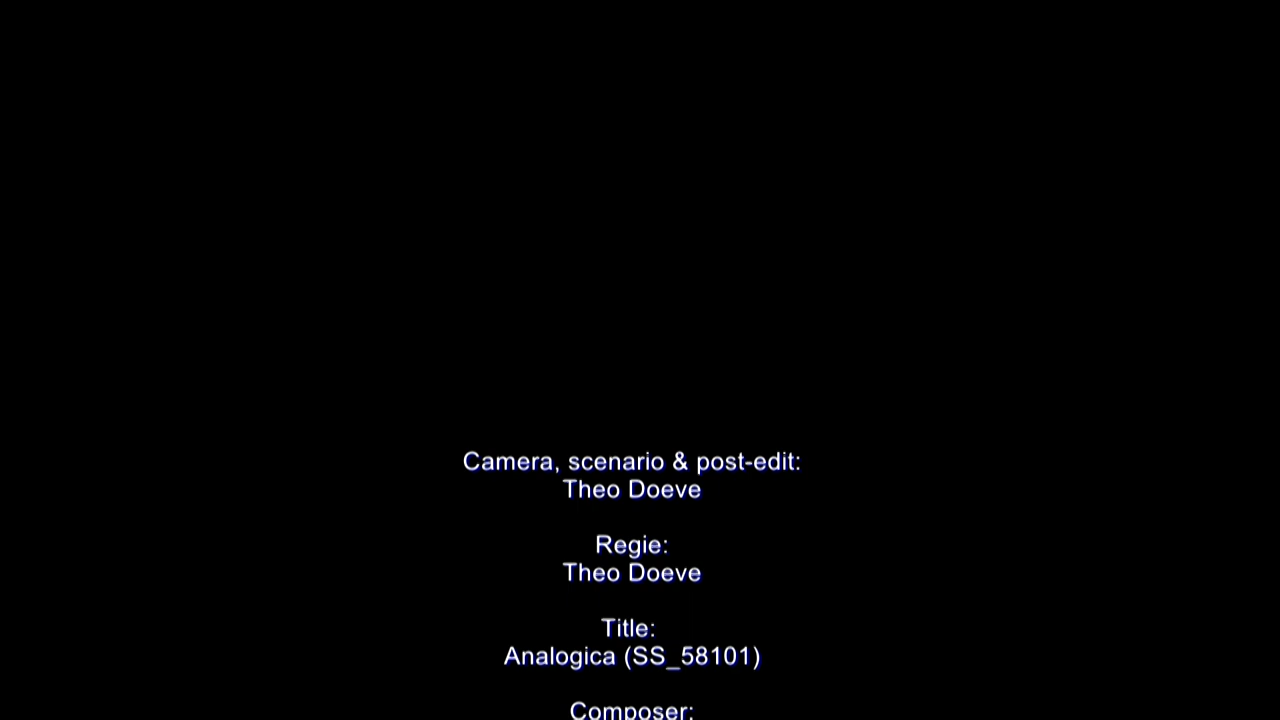 Camera, scenario & post-edit:
Theo Doeve
Regie:
Theo Doeve
Title:
Analogica (SS_58101)
Composer: